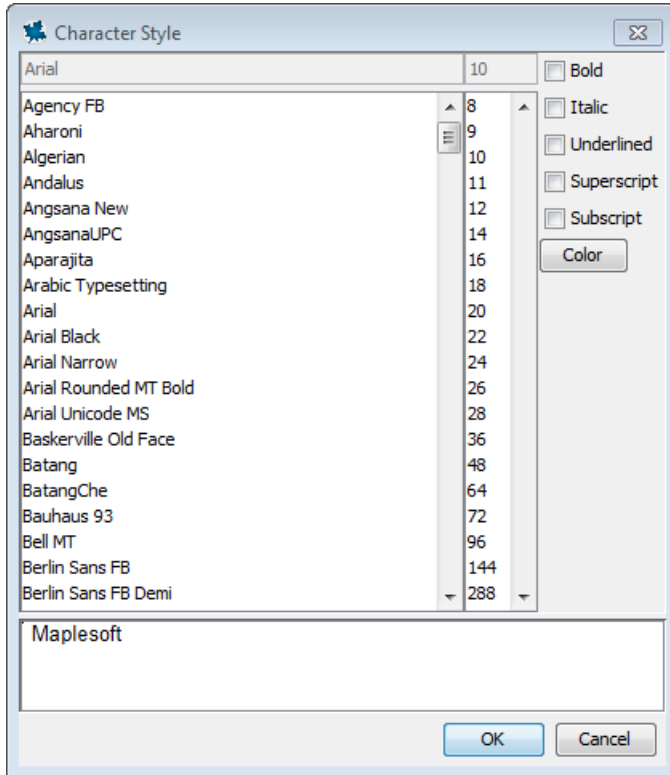 Character Style
Arial 10
Bold
Italic
Underlined
Superscript
Subscript
Color
Agency FB
Aharoni
Algerian
Andalus
Angsana New
AngsanaUPC
Aparajita
Arabic Typesetting
Arial
Arial Black
Arial Narrow
Arial Rounded MT Bold
Arial Unicode MS
Baskerville Old Face
Batang
BatangChe
Bauhaus 93
Bell MT
Berlin Sans FB
Berlin Sans FB Demi
8
9
10
11
12
14
16
18
20
22
24
26
28
36
48
64
72
96
144
288
Maplesoft
OK Cancel